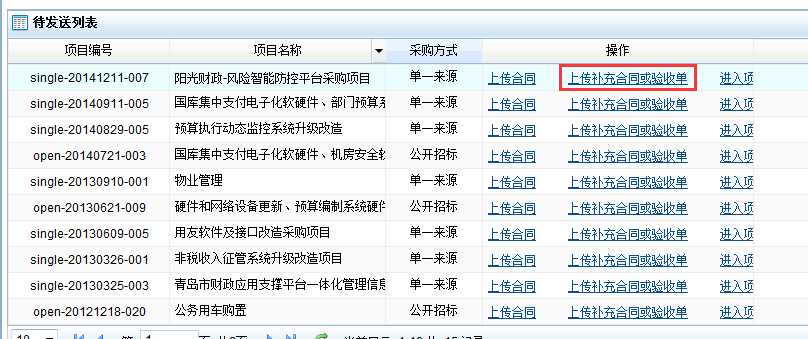 待发送列表
项目编号 项目名称 采购方式 操作
single-20141211-007 阳光财政-风险智能防控平台采购项目 单一来源 上传合同 上传补充合同或验收单 进入项
single-20140911-005 国库集中支付电子化软硬件、部门预算系 单一来源 上传合同 上传补充合同或验收单 进入项
single-20140829-005 预算执行动态监控系统升级改造 单一来源 上传合同 上传补充合同或验收单 进入项
open-20140721-003 国库集中支付电子化软硬件、机房安全软 公开招标 上传合同 上传补充合同或验收单 进入项
single-20130910-001 物业管理 单一来源 上传合同 上传补充合同或验收单 进入项
open-20130621-009 硬件和网络设备更新、预算编制系统硬件 公开招标 上传合同 上传补充合同或验收单 进入项
single-20130609-005 用友软件及接口改造采购项目 单一来源 上传合同 上传补充合同或验收单 进入项
single-20130326-001 非税收入征管系统升级改造项目 单一来源 上传合同 上传补充合同或验收单 进入项
single-20130325-003 青岛市财政应用支撑平台一体化管理信息 单一来源 上传合同 上传补充合同或验收单 进入项
open-20121218-020 公务用车购置 公开招标 上传合同 上传补充合同或验收单 进入项
10 第 1